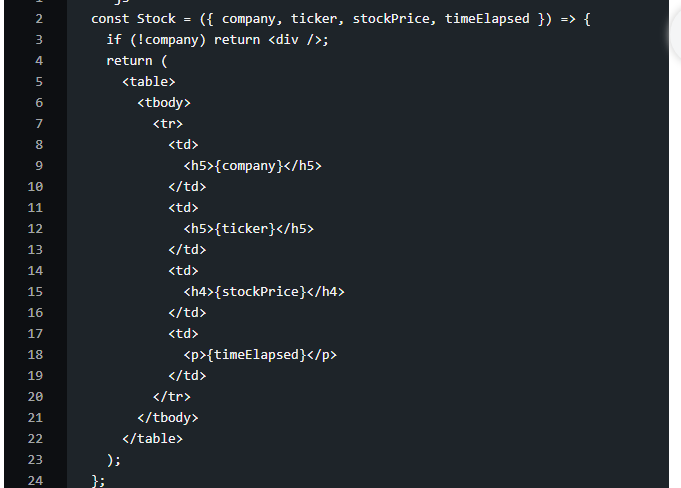 2 const Stock = ({ company, ticker, stockPrice, timeElapsed }) => {
3 if (!company) return <div />;
4 return (
5 <table>
6 <tbody>
7 <tr>
8 <td>
9 <h5>{company}</h5>
10 </td>
11 <td>
12 <h5>{ticker}</h5>
13 </td>
14 <td>
15 <h4>{stockPrice}</h4>
16 </td>
17 <td>
18 <p>{timeElapsed}</p>
19 </td>
20 </tr>
21 </tbody>
22 </table>
23 );
24 };